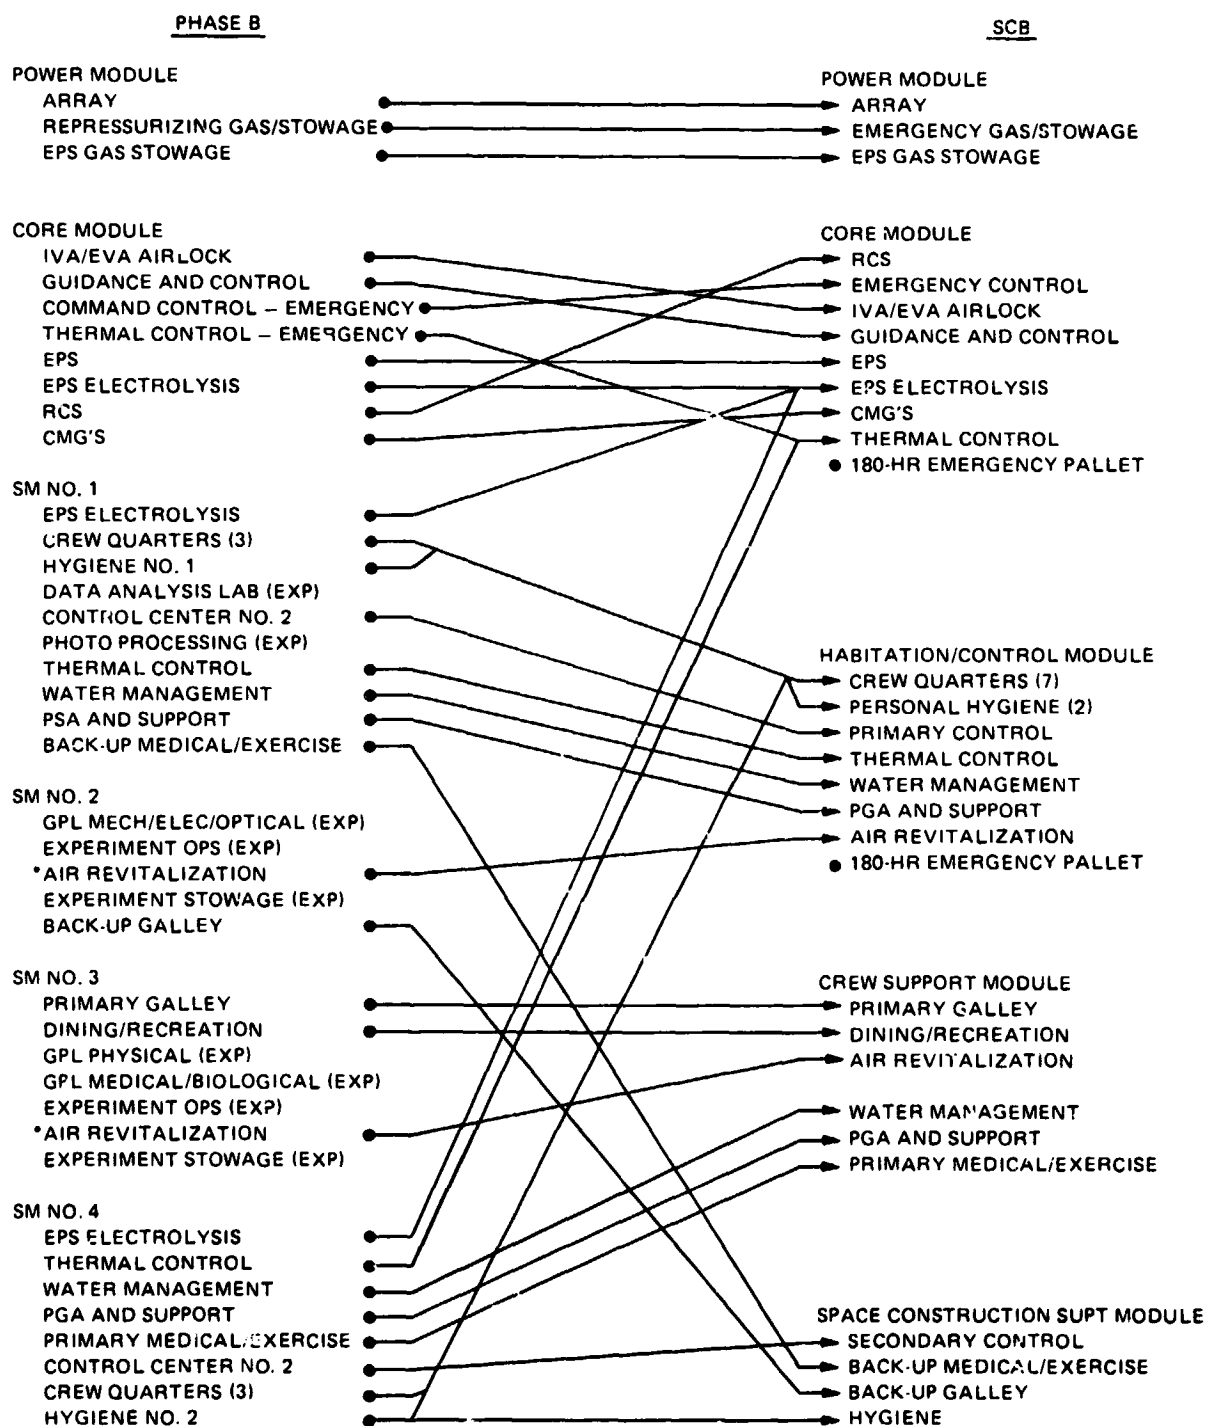 PHASE B
POWER MODULE
ARRAY
REPRESSURIZING GAS/STOWAGE
EPS GAS STOWAGE
CORE MODULE
IVA/EVA AIRLOCK
GUIDANCE AND CONTROL
COMMAND CONTROL – EMERGENCY
THERMAL CONTROL – EMERGENCY
EPS
EPS ELECTROLYSIS
RCS
CMG'S
SM NO. 1
EPS ELECTROLYSIS
CREW QUARTERS (3)
HYGIENE NO. 1
DATA ANALYSIS LAB (EXP)
CONTROL CENTER NO. 2
PHOTO PROCESSING (EXP)
THERMAL CONTROL
WATER MANAGEMENT
PSA AND SUPPORT
BACK-UP MEDICAL/EXERCISE
SM NO. 2
GPL MECH/ELEC/OPTICAL (EXP)
EXPERIMENT OPS (EXP)
*AIR REVITALIZATION
EXPERIMENT STOWAGE (EXP)
BACK-UP GALLEY
SM NO. 3
PRIMARY GALLEY
DINING/RECREATION
GPL PHYSICAL (EXP)
GPL MEDICAL/BIOLOGICAL (EXP)
EXPERIMENT OPS (EXP)
*AIR REVITALIZATION
EXPERIMENT STOWAGE (EXP)
SM NO. 4
EPS ELECTROLYSIS
THERMAL CONTROL
WATER MANAGEMENT
PGA AND SUPPORT
PRIMARY MEDICAL/EXERCISE
CONTROL CENTER NO. 2
CREW QUARTERS (3)
HYGIENE NO. 2
SCB
POWER MODULE
ARRAY
EMERGENCY GAS/STOWAGE
EPS GAS STOWAGE
CORE MODULE
RCS
EMERGENCY CONTROL
IVA/EVA AIRLOCK
GUIDANCE AND CONTROL
EPS
EPS ELECTROLYSIS
CMG'S
THERMAL CONTROL
● 180-HR EMERGENCY PALLET
HABITATION/CONTROL MODULE
CREW QUARTERS (7)
PERSONAL HYGIENE (2)
PRIMARY CONTROL
THERMAL CONTROL
WATER MANAGEMENT
PGA AND SUPPORT
AIR REVITALIZATION
● 180-HR EMERGENCY PALLET
CREW SUPPORT MODULE
PRIMARY GALLEY
DINING/RECREATION
AIR REVITALIZATION
WATER MANAGEMENT
PGA AND SUPPORT
PRIMARY MEDICAL/EXERCISE
SPACE CONSTRUCTION SUPT MODULE
SECONDARY CONTROL
BACK-UP MEDICAL/EXERCISE
BACK-UP GALLEY
HYGIENE